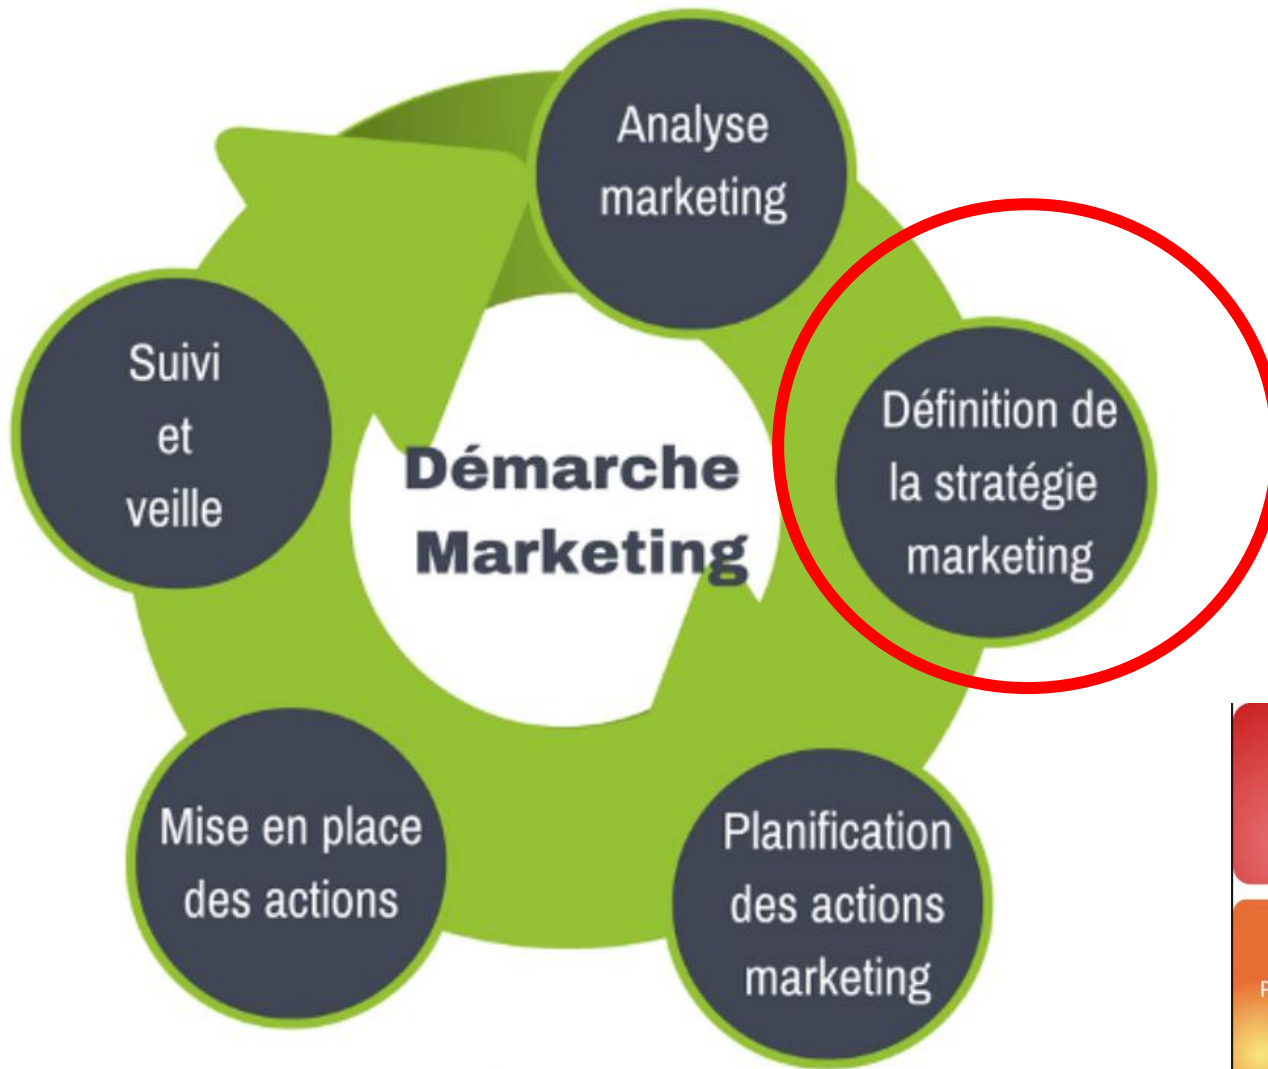 Analyse
marketing
Définition de
la stratégie
marketing
Planification
des actions
marketing
Mise en place
des actions
Suivi
et
veille
Démarche
Marketing
P